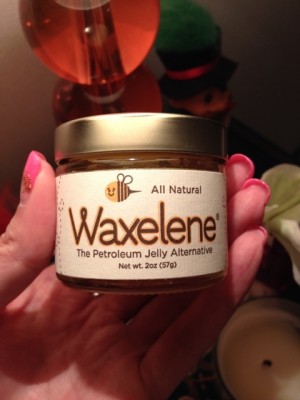 All Natural
Waxelene®
The Petroleum Jelly Alternative
Net wt. 2oz (57g)